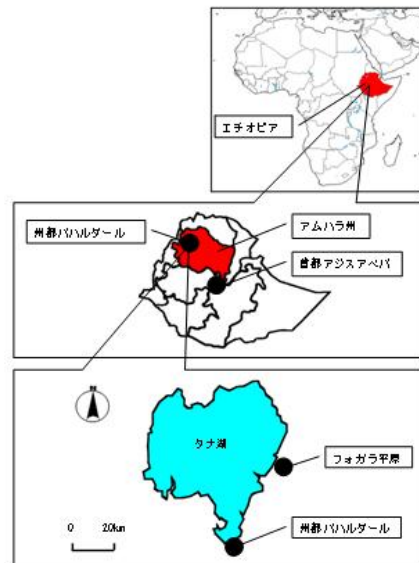 エチオピア
州都バハルダール
アムハラ州
首都アジスアベバ
N
タナ湖
フォガラ平原
0 20km
州都バハルダール